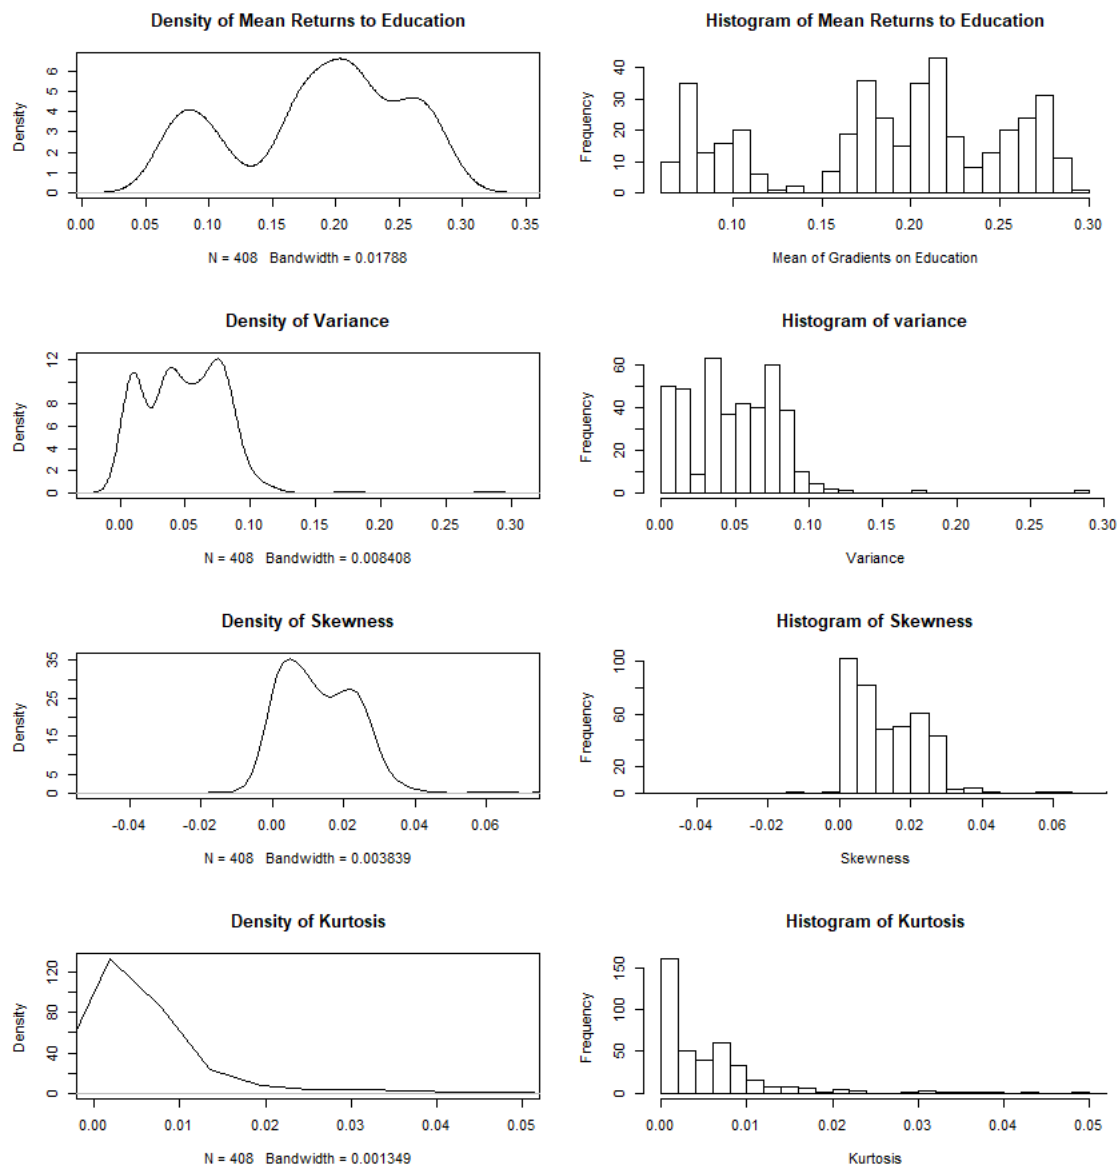 Density of Mean Returns to Education
Density
0 1 2 3 4 5 6
0.00 0.05 0.10 0.15 0.20 0.25 0.30 0.35
N = 408 Bandwidth = 0.01788
Histogram of Mean Returns to Education
Frequency
0 10 20 30 40
0.10 0.15 0.20 0.25 0.30
Mean of Gradients on Education
Density of Variance
Density
0 2 4 6 8 12
0.00 0.05 0.10 0.15 0.20 0.25 0.30
N = 408 Bandwidth = 0.008408
Histogram of variance
Frequency
0 20 40 60
0.00 0.05 0.10 0.15 0.20 0.25 0.30
Variance
Density of Skewness
Density
0 5 15 25 35
-0.04 -0.02 0.00 0.02 0.04 0.06
N = 408 Bandwidth = 0.003839
Histogram of Skewness
Frequency
0 20 60 100
-0.04 -0.02 0.00 0.02 0.04 0.06
Skewness
Density of Kurtosis
Density
0 40 80 120
0.00 0.01 0.02 0.03 0.04 0.05
N = 408 Bandwidth = 0.001349
Histogram of Kurtosis
Frequency
0 50 100 150
0.00 0.01 0.02 0.03 0.04 0.05
Kurtosis